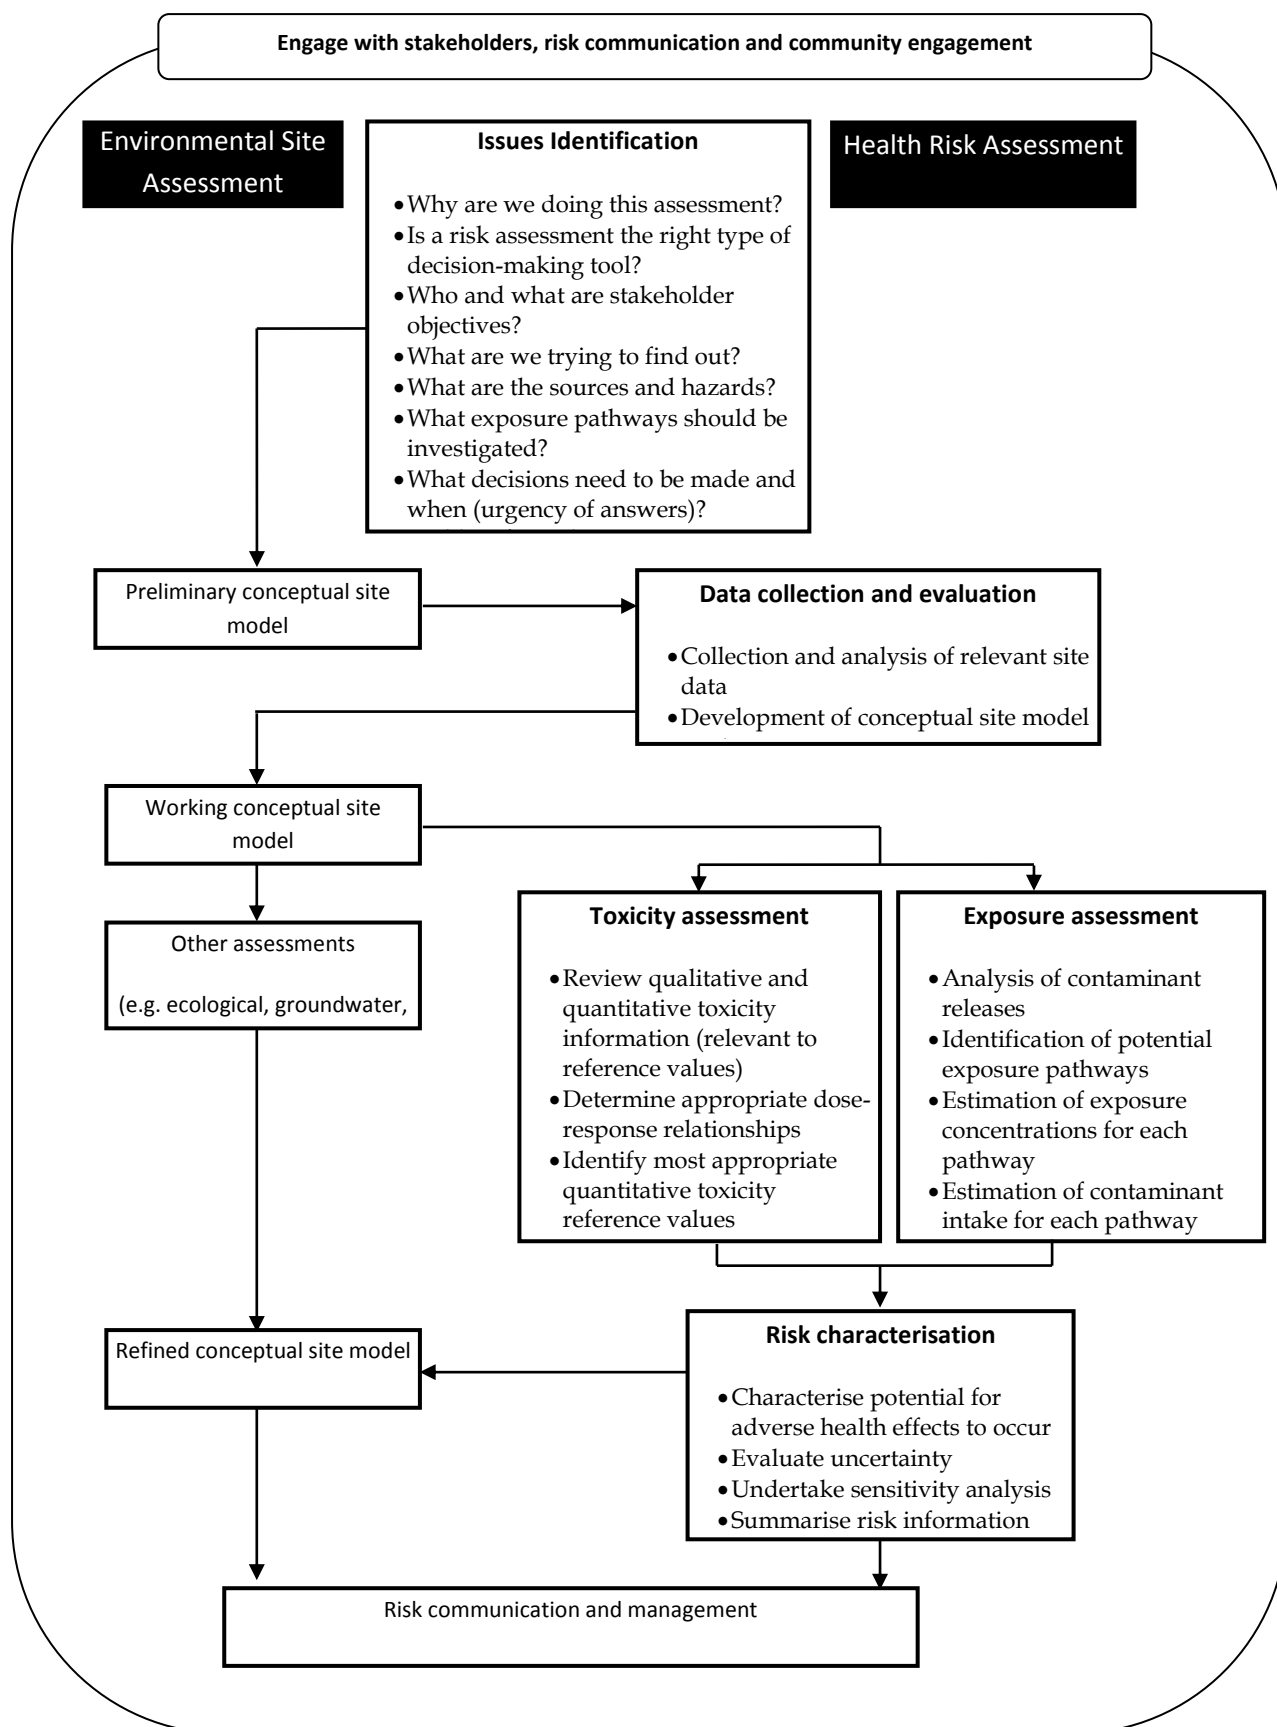 Engage with stakeholders, risk communication and community engagement
Environmental Site
Assessment
Issues Identification
•Why are we doing this assessment?
•Is a risk assessment the right type of
decision-making tool?
•Who and what are stakeholder
objectives?
•What are we trying to find out?
•What are the sources and hazards?
•What exposure pathways should be
investigated?
•What decisions need to be made and
when (urgency of answers)?
Health Risk Assessment
Preliminary conceptual site
model
Data collection and evaluation
•Collection and analysis of relevant site
data
•Development of conceptual site model
Working conceptual site
model
Other assessments
(e.g. ecological, groundwater,
Toxicity assessment
•Review qualitative and
quantitative toxicity
information (relevant to
reference values)
•Determine appropriate dose-
response relationships
•Identify most appropriate
quantitative toxicity
reference values
Exposure assessment
•Analysis of contaminant
releases
•Identification of potential
exposure pathways
•Estimation of exposure
concentrations for each
pathway
•Estimation of contaminant
intake for each pathway
Refined conceptual site model
Risk characterisation
•Characterise potential for
adverse health effects to occur
•Evaluate uncertainty
•Undertake sensitivity analysis
•Summarise risk information
Risk communication and management